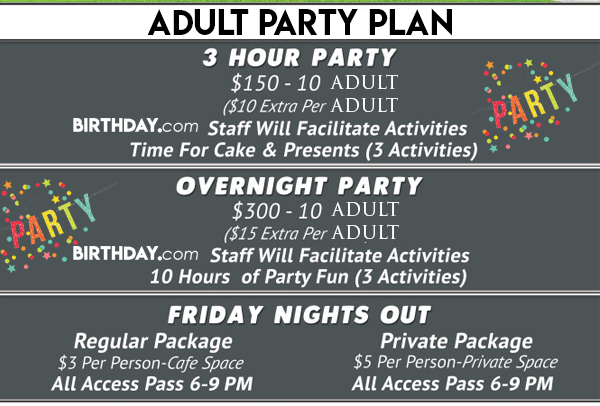 ADULT PARTY PLAN
3 HOUR PARTY
$150 - 10 ADULT
($10 Extra Per ADULT
BIRTHDAY.com Staff Will Facilitate Activities
Time For Cake & Presents (3 Activities)
PARTY
OVERNIGHT PARTY
$300 - 10 ADULT
($15 Extra Per ADULT
BIRTHDAY.com Staff Will Facilitate Activities
10 Hours of Party Fun (3 Activities)
PARTY
FRIDAY NIGHTS OUT
Regular Package
$3 Per Person-Cafe Space
All Access Pass 6-9 PM
Private Package
$5 Per Person-Private Space
All Access Pass 6-9 PM